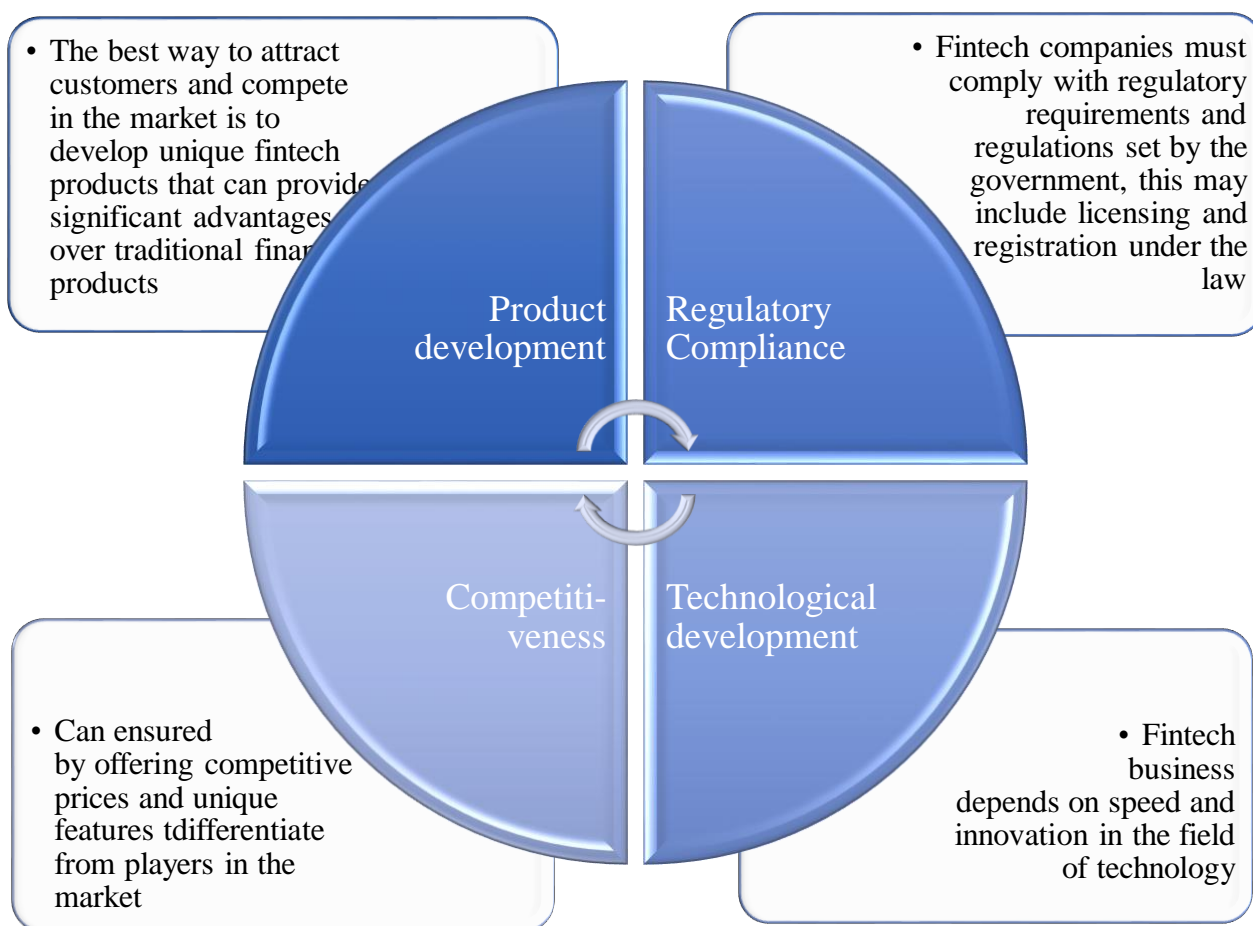 • The best way to attract
customers and compete
in the market is to
develop unique fintech
products that can provide
significant advantages
over traditional finan
products
• Fintech companies must
comply with regulatory
requirements and
regulations set by the
government, this may
include licensing and
registration under the
law
Product
development
Regulatory
Compliance
Competiti-
veness
Technological
development
• Can ensured
by offering competitive
prices and unique
features tdifferentiate
from players in the
market
• Fintech
business
depends on speed and
innovation in the field
of technology